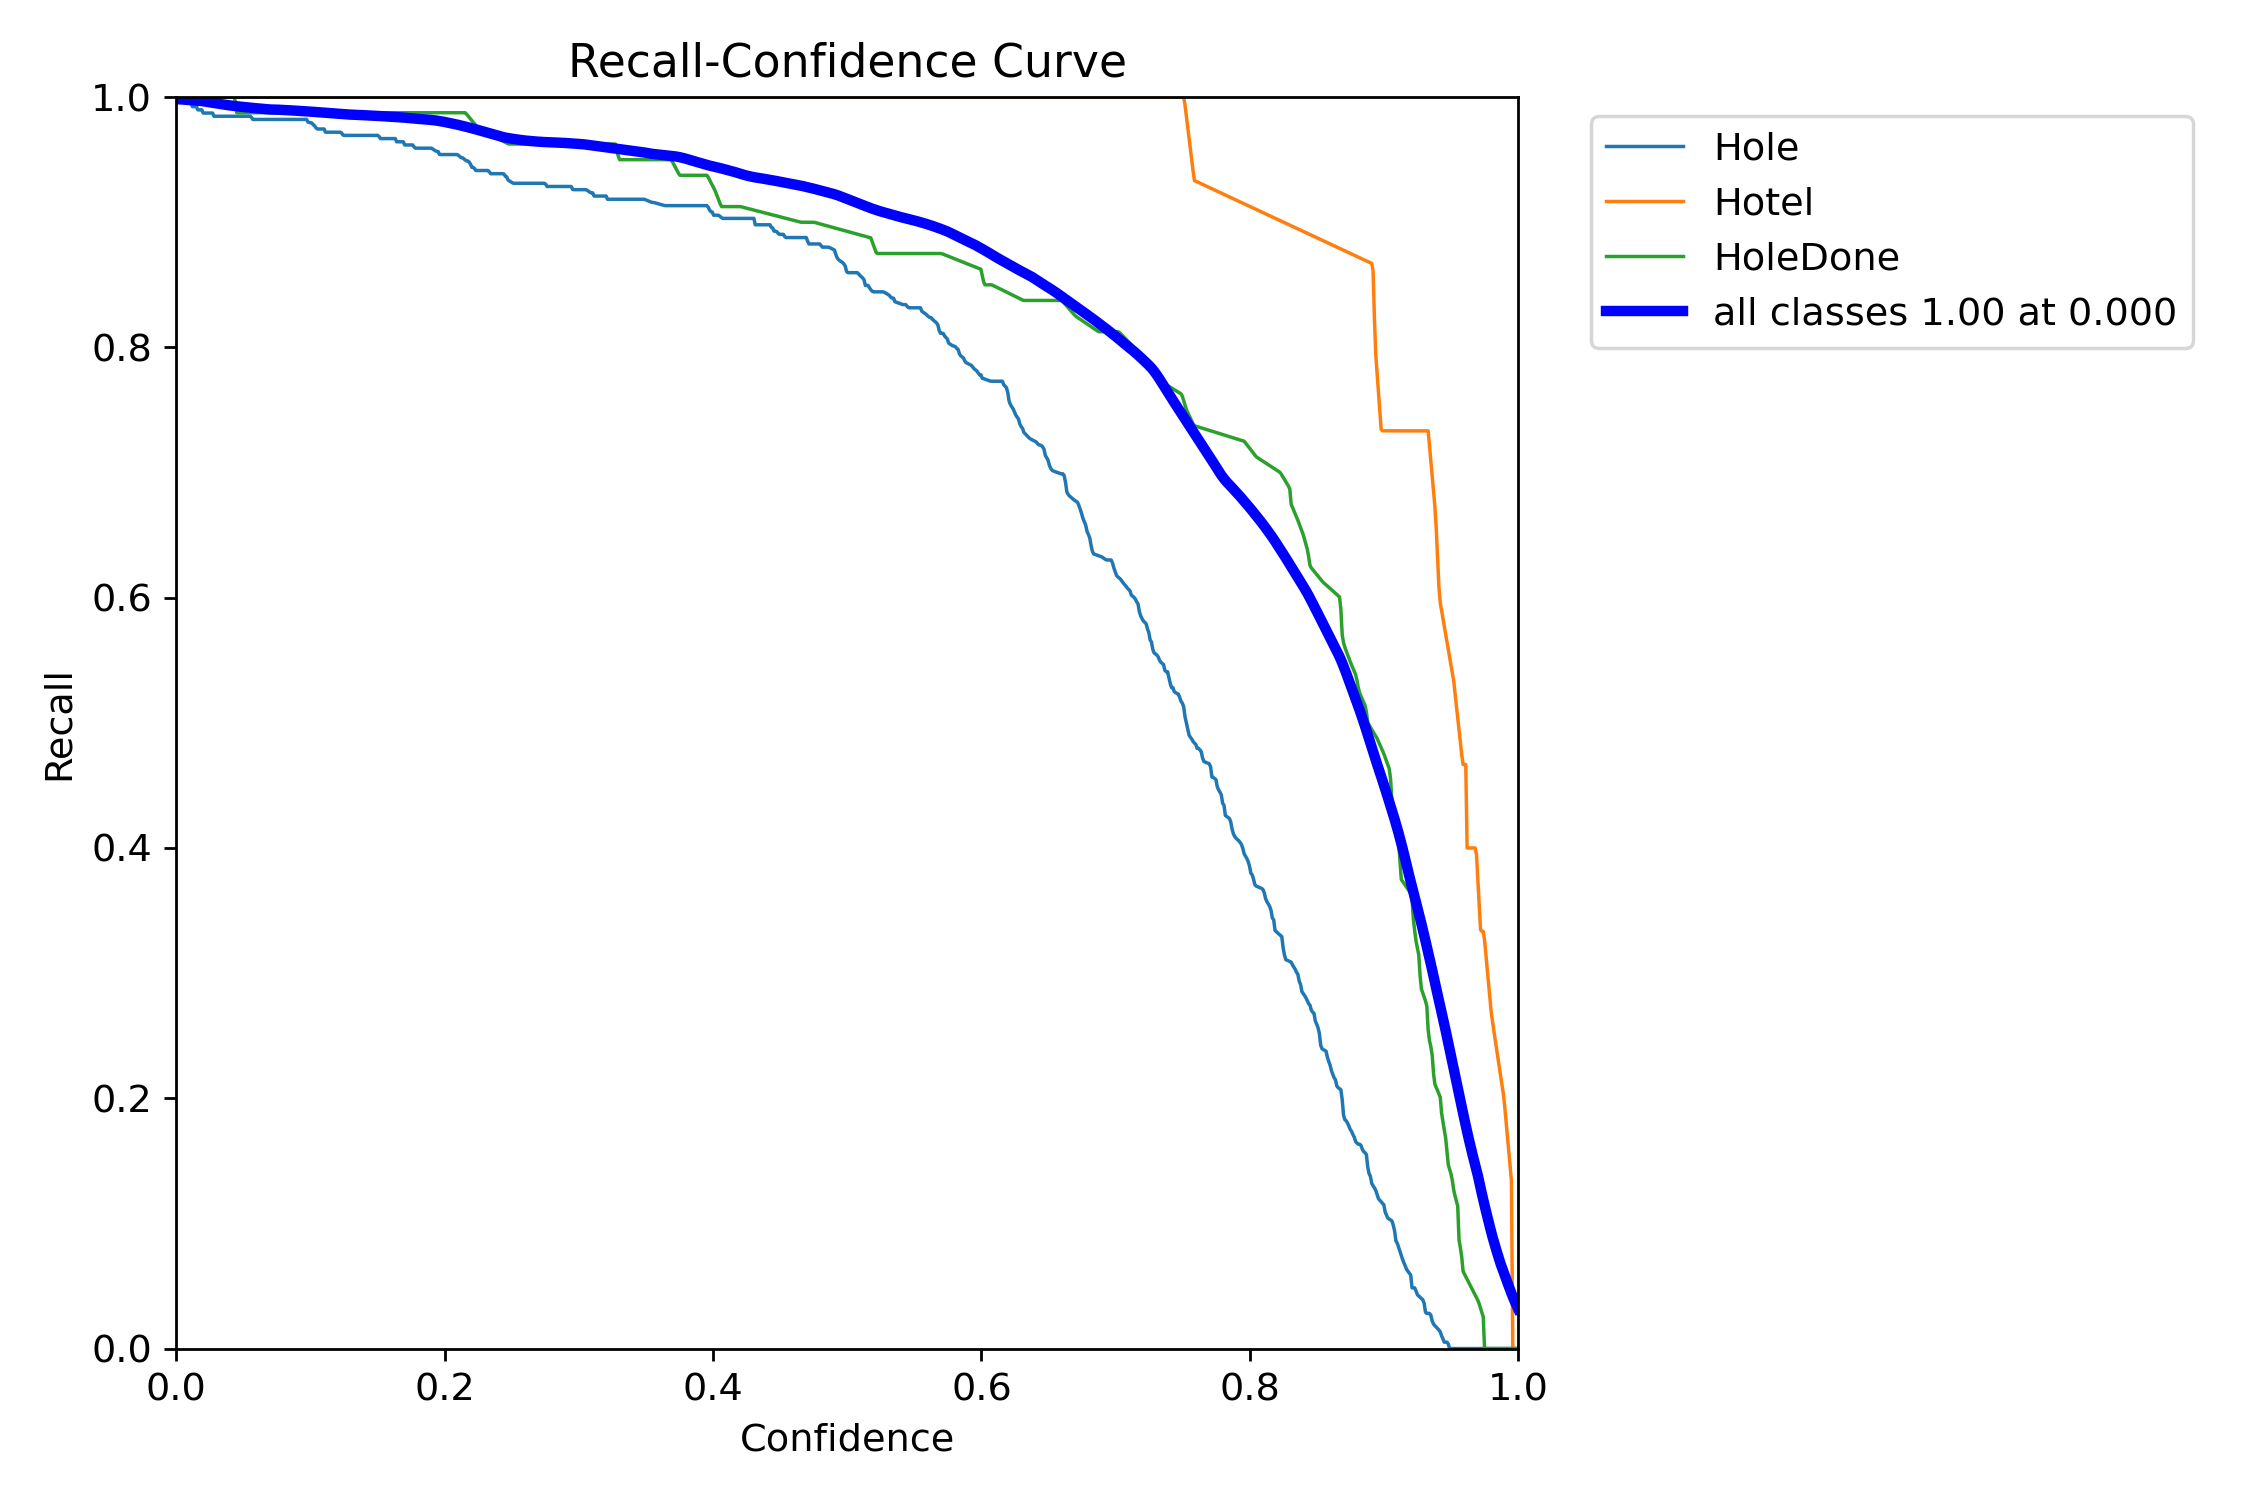 Recall-Confidence Curve
1.0
0.8
0.6
0.4
0.2
0.0
Recall
0.0 0.2 0.4 0.6 0.8 1.0
Confidence
Hole
Hotel
HoleDone
all classes 1.00 at 0.000